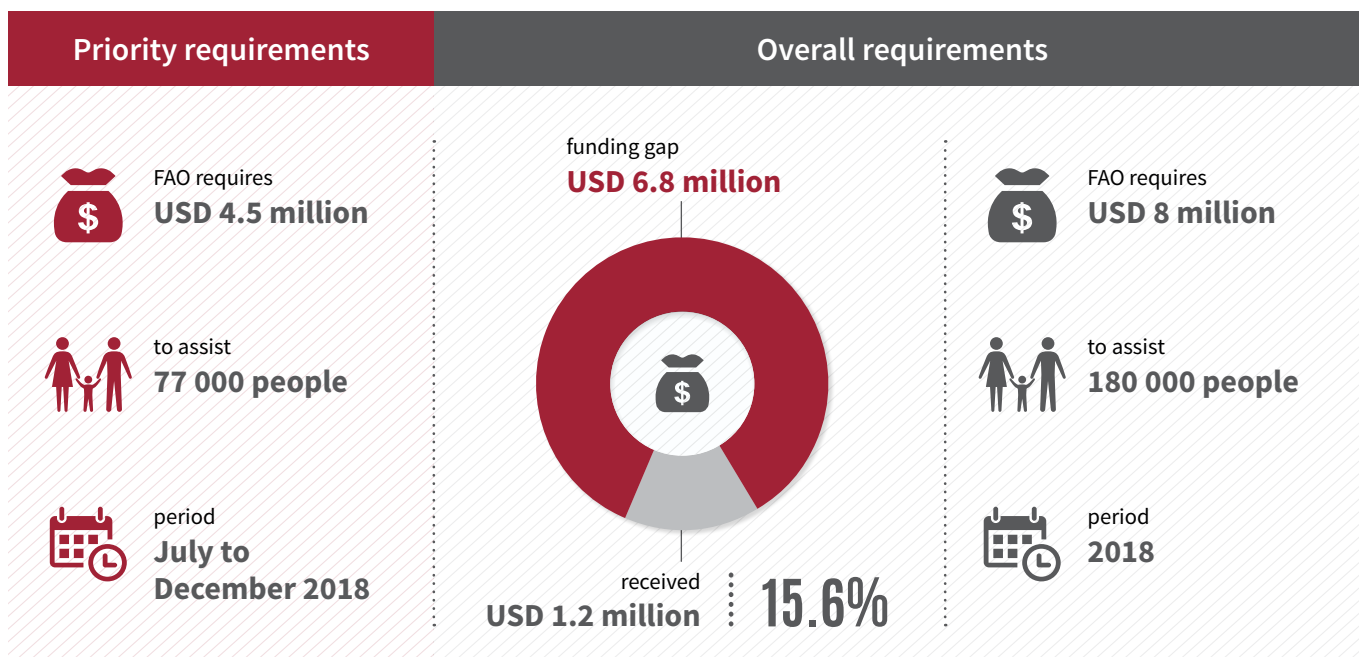 Priority requirements
Overall requirements
FAO requires
USD 4.5 million
to assist
77 000 people
period
July to
December 2018
funding gap
USD 6.8 million
$
received
USD 1.2 million
15.6%
FAO requires
USD 8 million
to assist
180 000 people
period
2018